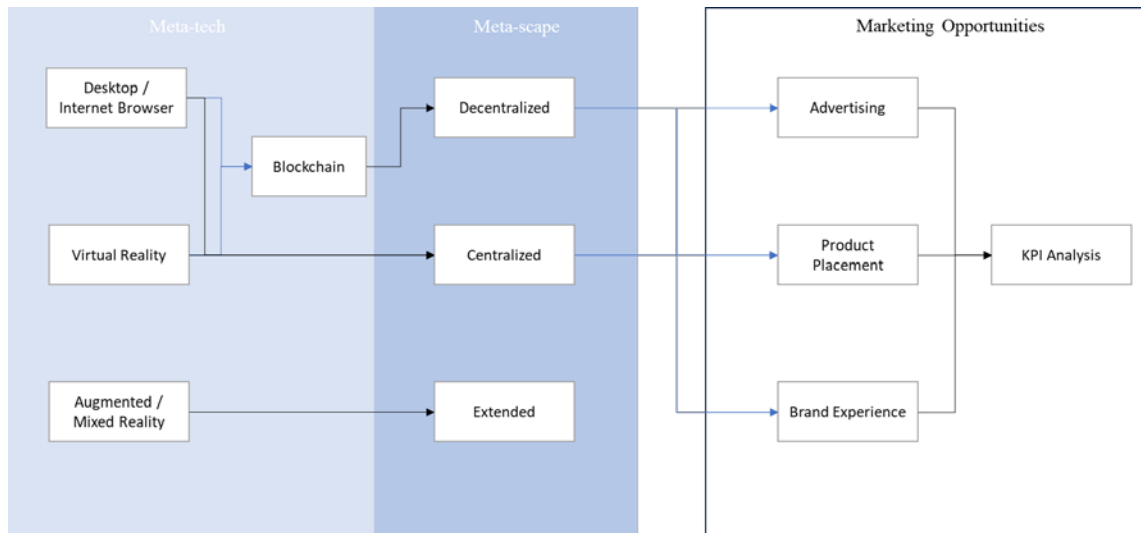 Meta-tech
Meta-scape
Marketing Opportunities
Desktop /
Internet Browser
Decentralized
Advertising
Blockchain
Virtual Reality
Centralized
Product
Placement
KPI Analysis
Augmented /
Mixed Reality
Extended
Brand Experience